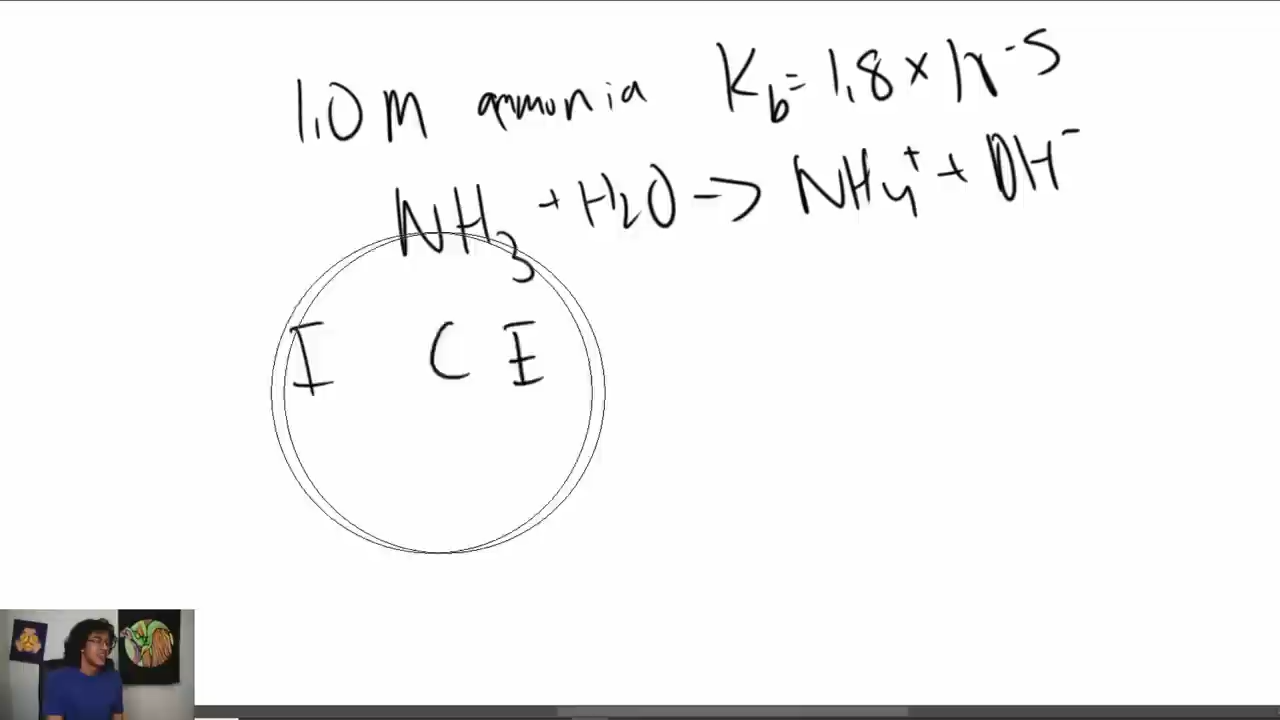 1.0 M ammonia Kb = 1.8 × 10-5
NH3 + H2O -> NH4+ + OH-
I C E